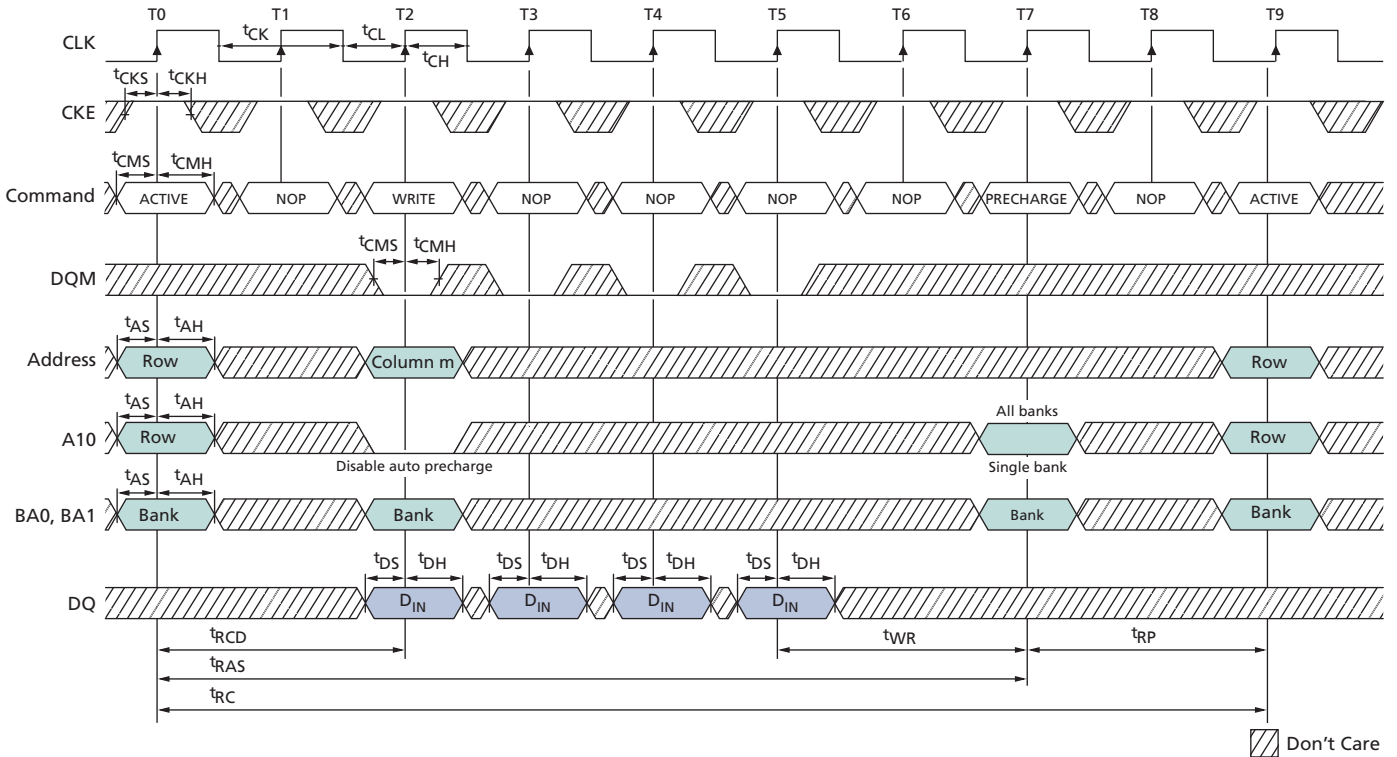 T0 T1 T2 T3 T4 T5 T6 T7 T8 T9
CLK
tCK tCL
tCH
tCKS tCKH
CKE
tCMS tCMH
Command ACTIVE NOP WRITE NOP NOP NOP NOP PRECHARGE NOP ACTIVE
tCMS tCMH
DQM
tAS tAH
Address Row Column m Row
tAS tAH All banks
A10 Row Row
Disable auto precharge Single bank
tAS tAH
BA0, BA1 Bank Bank Bank Bank
tDS tDH tDS tDH tDS tDH tDS tDH
DQ DIN DIN DIN DIN
tRCD tWR tRP
tRAS
tRC
Don't Care